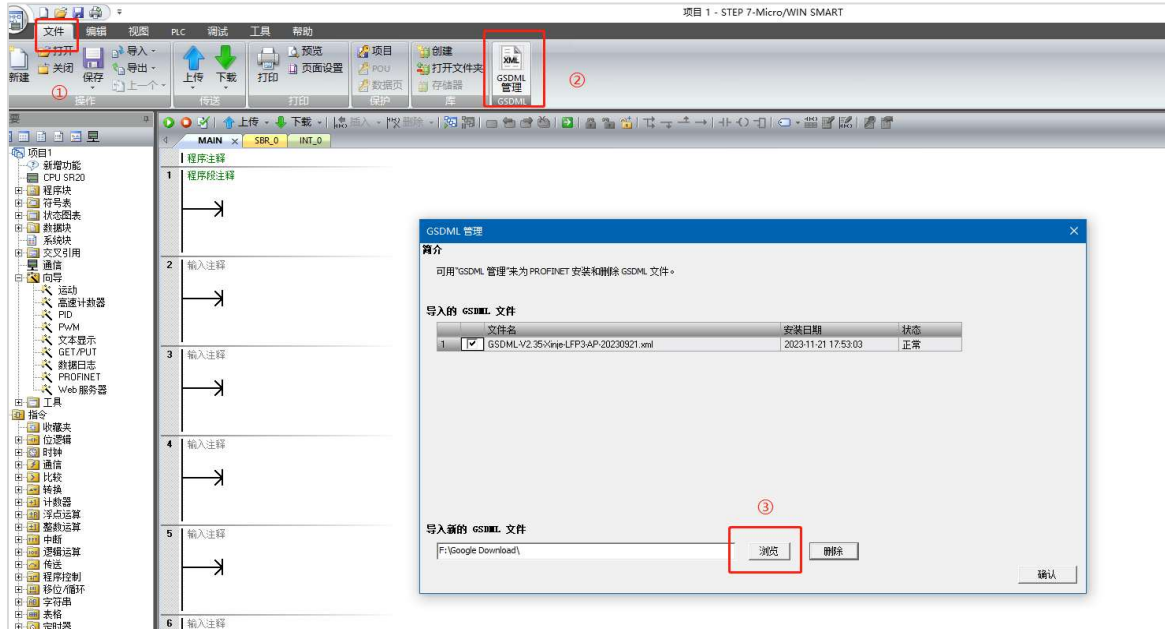 项目 1 - STEP 7-Micro/WIN SMART
文件 编辑 视图 PLC 调试 工具 帮助
新建 打开 关闭 保存 导入 导出 上一个 上传 下载 打印 预览 页面设置 项目 POU 数据页 创建 打开文件夹 存储器 XML GSDML 管理
① ②
操作 传送 打印 保护 库 GSDML
上传 下载 插入 删除
MAIN SBR_0 INT_0
项目1
新增功能
CPU SR20
程序块
符号表
状态图表
数据块
系统块
交叉引用
通信
向导
运动
高速计数器
PID
PWM
文本显示
GET/PUT
数据日志
PROFINET
Web 服务器
工具
指令
收藏夹
位逻辑
时钟
通信
比较
转换
计数器
浮点运算
整数运算
中断
逻辑运算
传送
程序控制
移位/循环
字符串
表格
定时器
程序注释
1 程序段注释
2 输入注释
3 输入注释
4 输入注释
5 输入注释
6 输入注释
GSDML 管理
简介
可用"GSDML 管理"来为 PROFINET 安装和删除 GSDML 文件。
导入的 GSDML 文件
文件名 安装日期 状态
1 GSDML-V2.35-Xinje-LFP3-AP-20230921.xml 2023-11-21 17:53:03 正常
③
导入新的 GSDML 文件
F:\Google Download\ 浏览 删除
确认